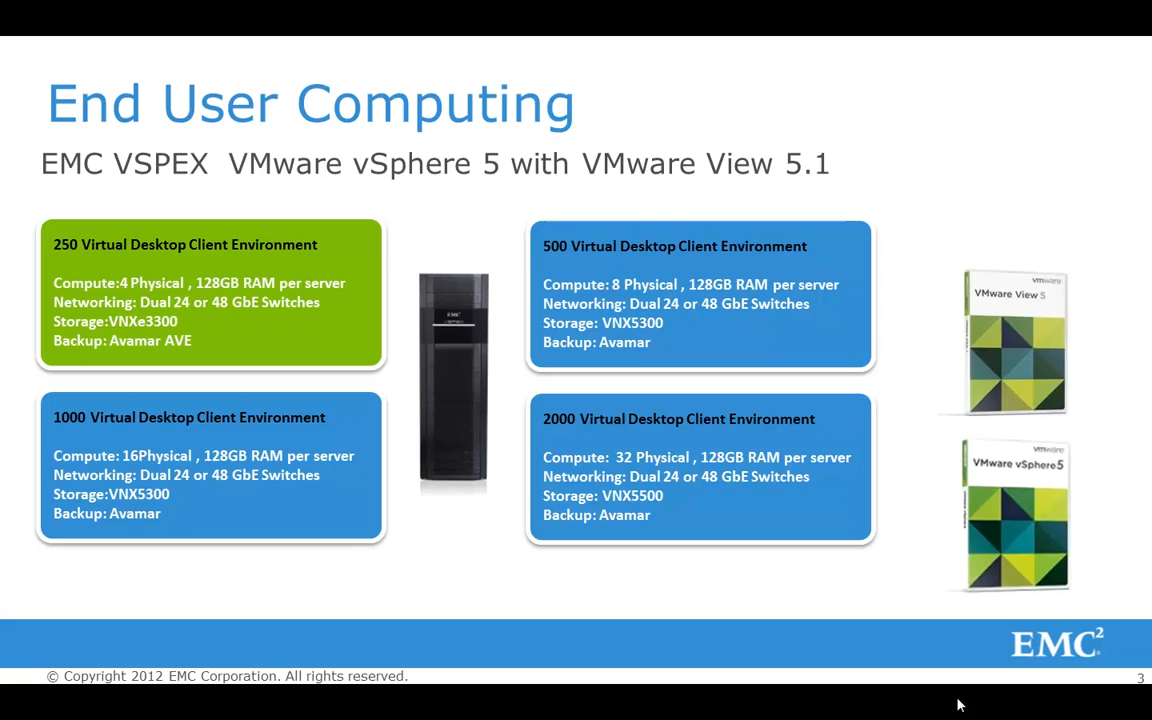 End User Computing
EMC VSPEX  VMware vSphere 5 with VMware View 5.1
250 Virtual Desktop Client Environment
Compute:4 Physical , 128GB RAM per server
Networking: Dual 24 or 48 GbE Switches
Storage:VNXe3300
Backup: Avamar AVE
500 Virtual Desktop Client Environment
Compute: 8 Physical , 128GB RAM per server
Networking: Dual 24 or 48 GbE Switches
Storage: VNX5300
Backup: Avamar
1000 Virtual Desktop Client Environment
Compute: 16Physical , 128GB RAM per server
Networking: Dual 24 or 48 GbE Switches
Storage:VNX5300
Backup: Avamar
2000 Virtual Desktop Client Environment
Compute:  32 Physical , 128GB RAM per server
Networking: Dual 24 or 48 GbE Switches
Storage: VNX5500
Backup: Avamar
EMC
vmware
VMware View 5
vmware
VMware vSphere 5
EMC²
© Copyright 2012 EMC Corporation. All rights reserved.
3